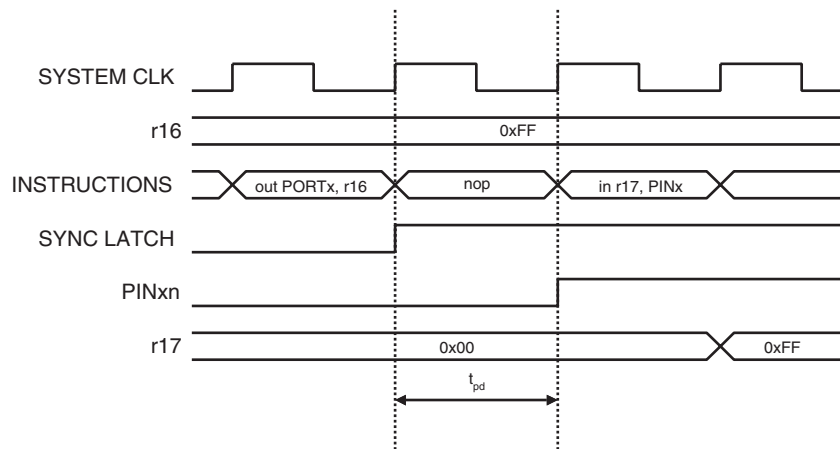 SYSTEM CLK
r16
0xFF
INSTRUCTIONS
out PORTx, r16
nop
in r17, PINx
SYNC LATCH
PINxn
r17
0x00
0xFF
tpd